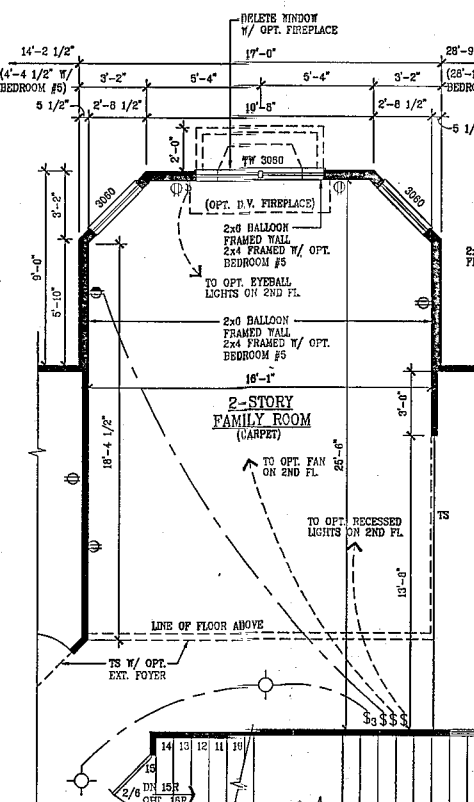 DELETE WINDOW
W/ OPT. FIREPLACE
14'-2 1/2"
17'-0"
28'-9
(4'-4 1/2" W/
BEDROOM #5)
3'-2"
5'-4"
5'-4"
3'-2"
5 1/2"
2'-8 1/2"
10'-8"
2'-8 1/2"
2'-0"
TW 3060
3060
3060
(OPT. D.V. FIREPLACE)
3'-2"
9'-0"
5'-10"
2x6 BALLOON
FRAMED WALL
2x4 FRAMED W/ OPT.
BEDROOM #5
TO OPT. EYEBALL
LIGHTS ON 2ND FL.
2x6 BALLOON
FRAMED WALL
2x4 FRAMED W/ OPT.
BEDROOM #5
16'-1"
2-STORY
FAMILY ROOM
(CARPET)
18'-4 1/2"
25'-6"
3'-0"
TO OPT. FAN
ON 2ND FL.
TS
TO OPT. RECESSED
LIGHTS ON 2ND FL.
13'-8"
LINE OF FLOOR ABOVE
TS W/ OPT.
EXT. FOYER
$3 $ $ $
15 14 13 12 11 10
2/6
DN 15R